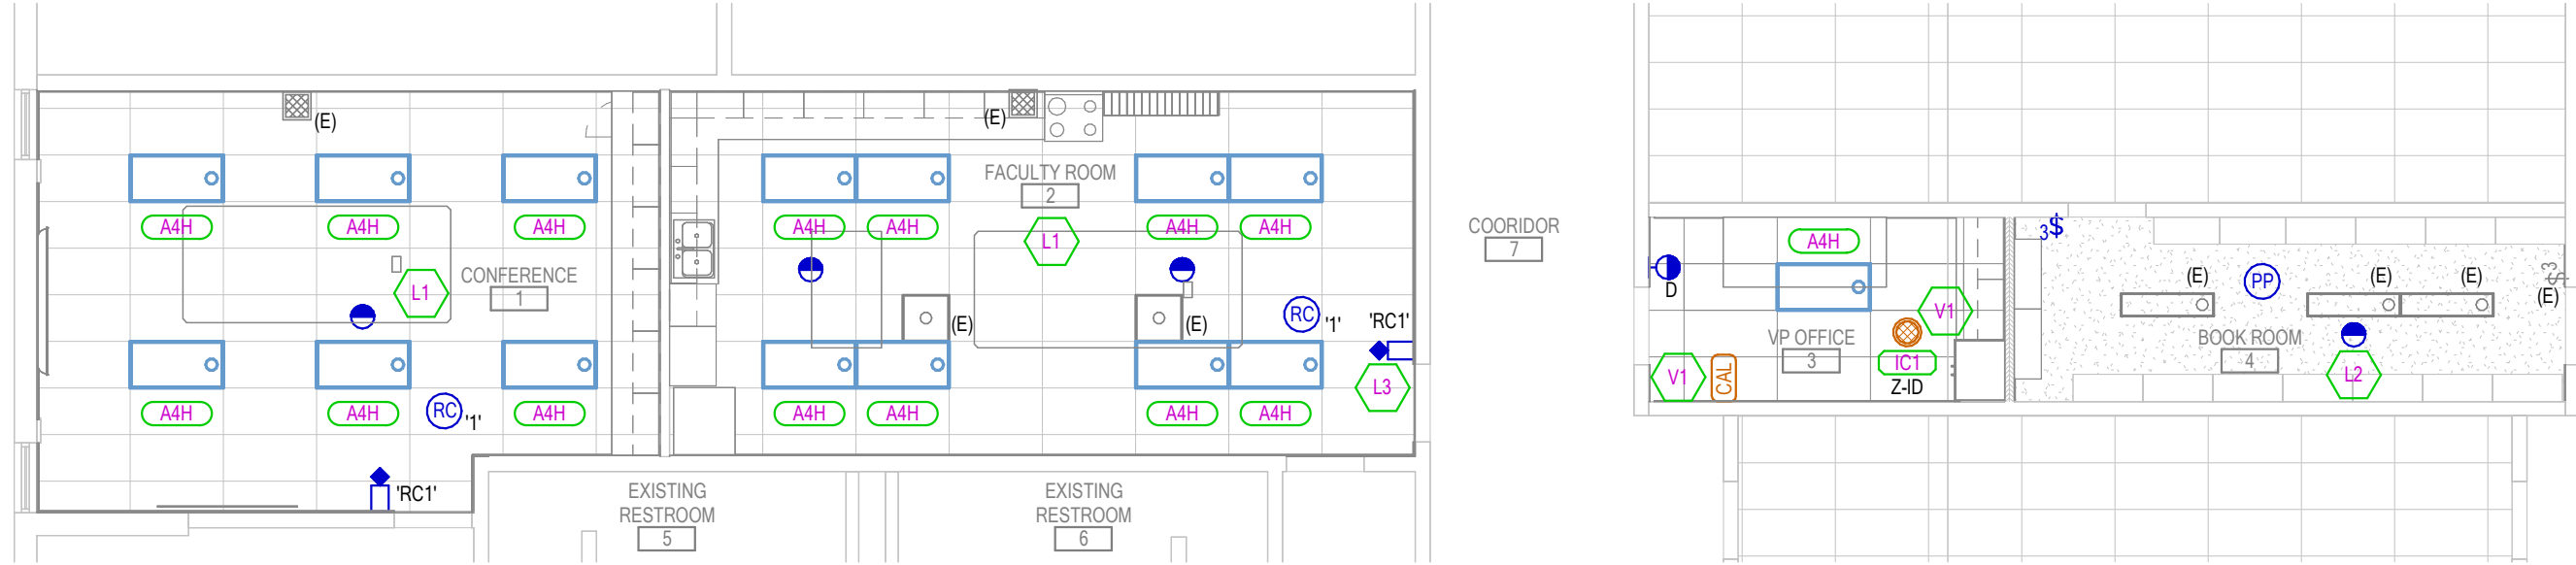 (E)
(E)
FACULTY ROOM
2
A4H
A4H
A4H
A4H
A4H
A4H
A4H
L1
COORIDOR
7
A4H
3$
CONFERENCE
1
L1
D
(E)
(E)
(E)
$3
(E)
PP
(E)
(E)
RC '1'
'RC1'
V1
VP OFFICE
3
BOOK ROOM
4
IC1
Z-ID
V1
CAL
L2
L3
A4H
A4H
RC '1'
A4H
A4H
A4H
A4H
A4H
'RC1'
EXISTING
RESTROOM
5
EXISTING
RESTROOM
6